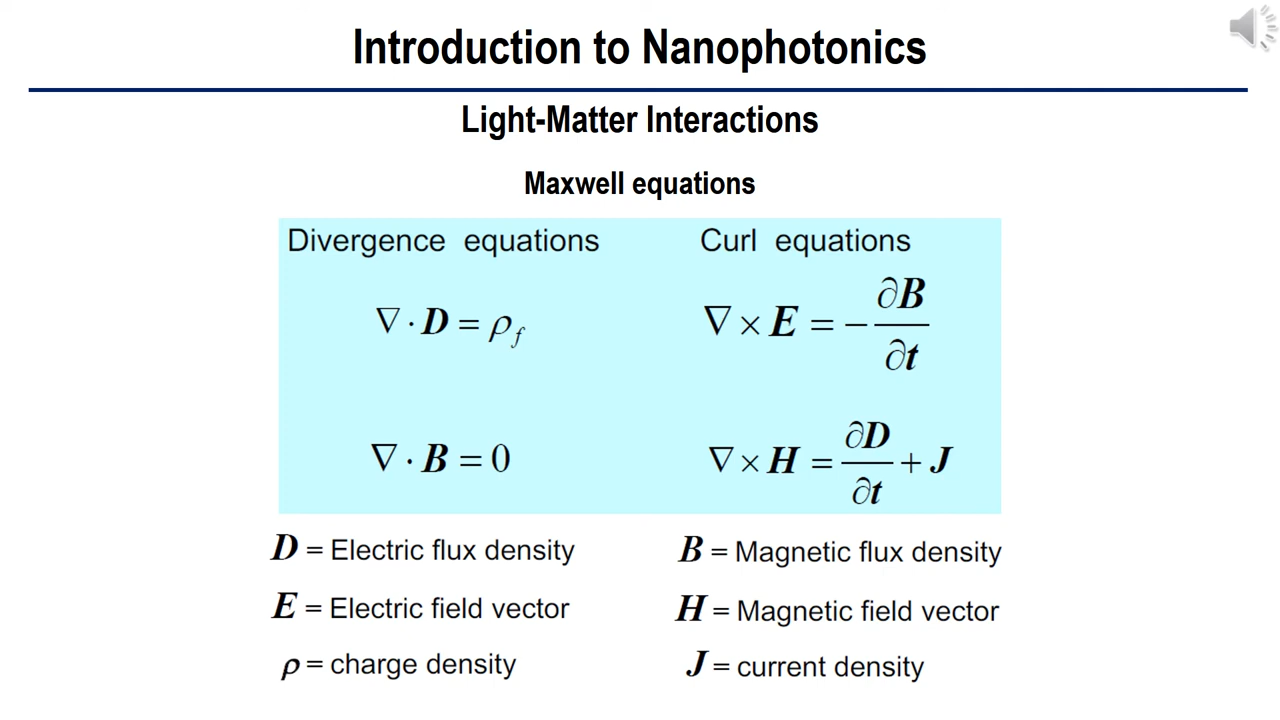 Introduction to Nanophotonics
Light-Matter Interactions
Maxwell equations
Divergence equations
∇ · D = ρf
∇ · B = 0
Curl equations
∇ × E = − ∂B/∂t
∇ × H = ∂D/∂t + J
D = Electric flux density
E = Electric field vector
ρ = charge density
B = Magnetic flux density
H = Magnetic field vector
J = current density